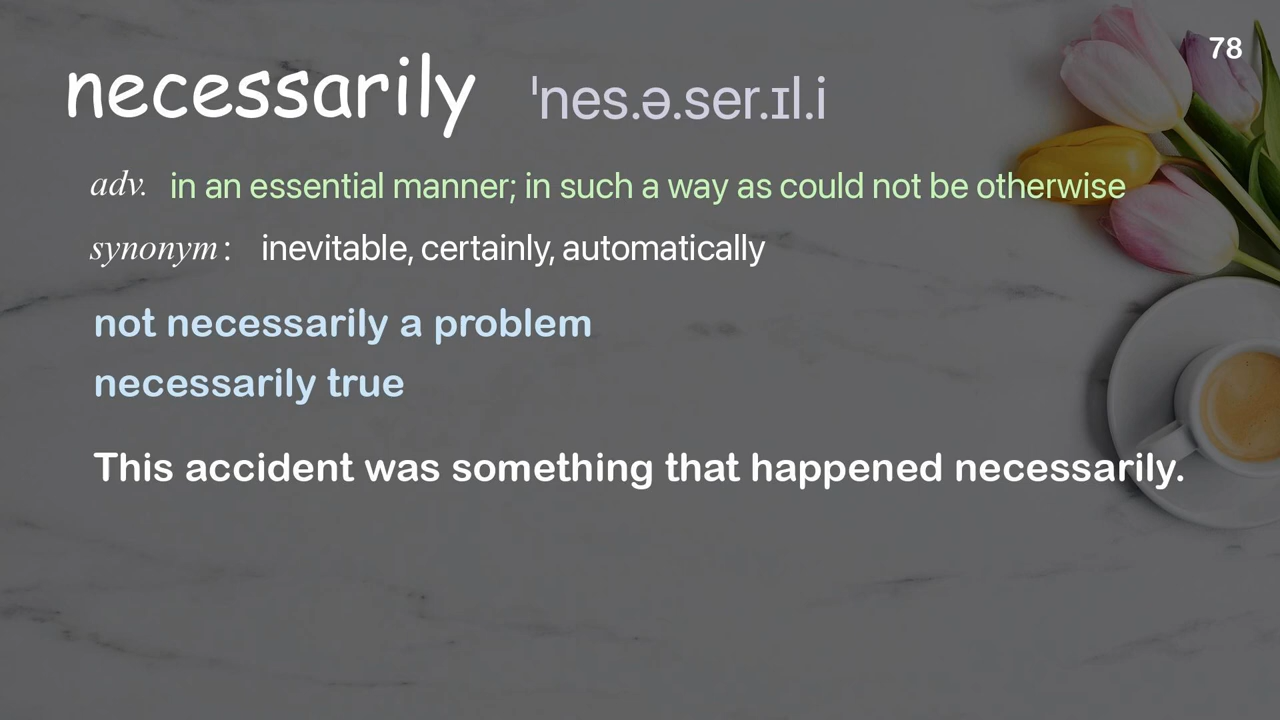 78
necessarily ˈnes.ə.ser.ɪl.i
adv. in an essential manner; in such a way as could not be otherwise
synonym: inevitable, certainly, automatically
not necessarily a problem
necessarily true
This accident was something that happened necessarily.